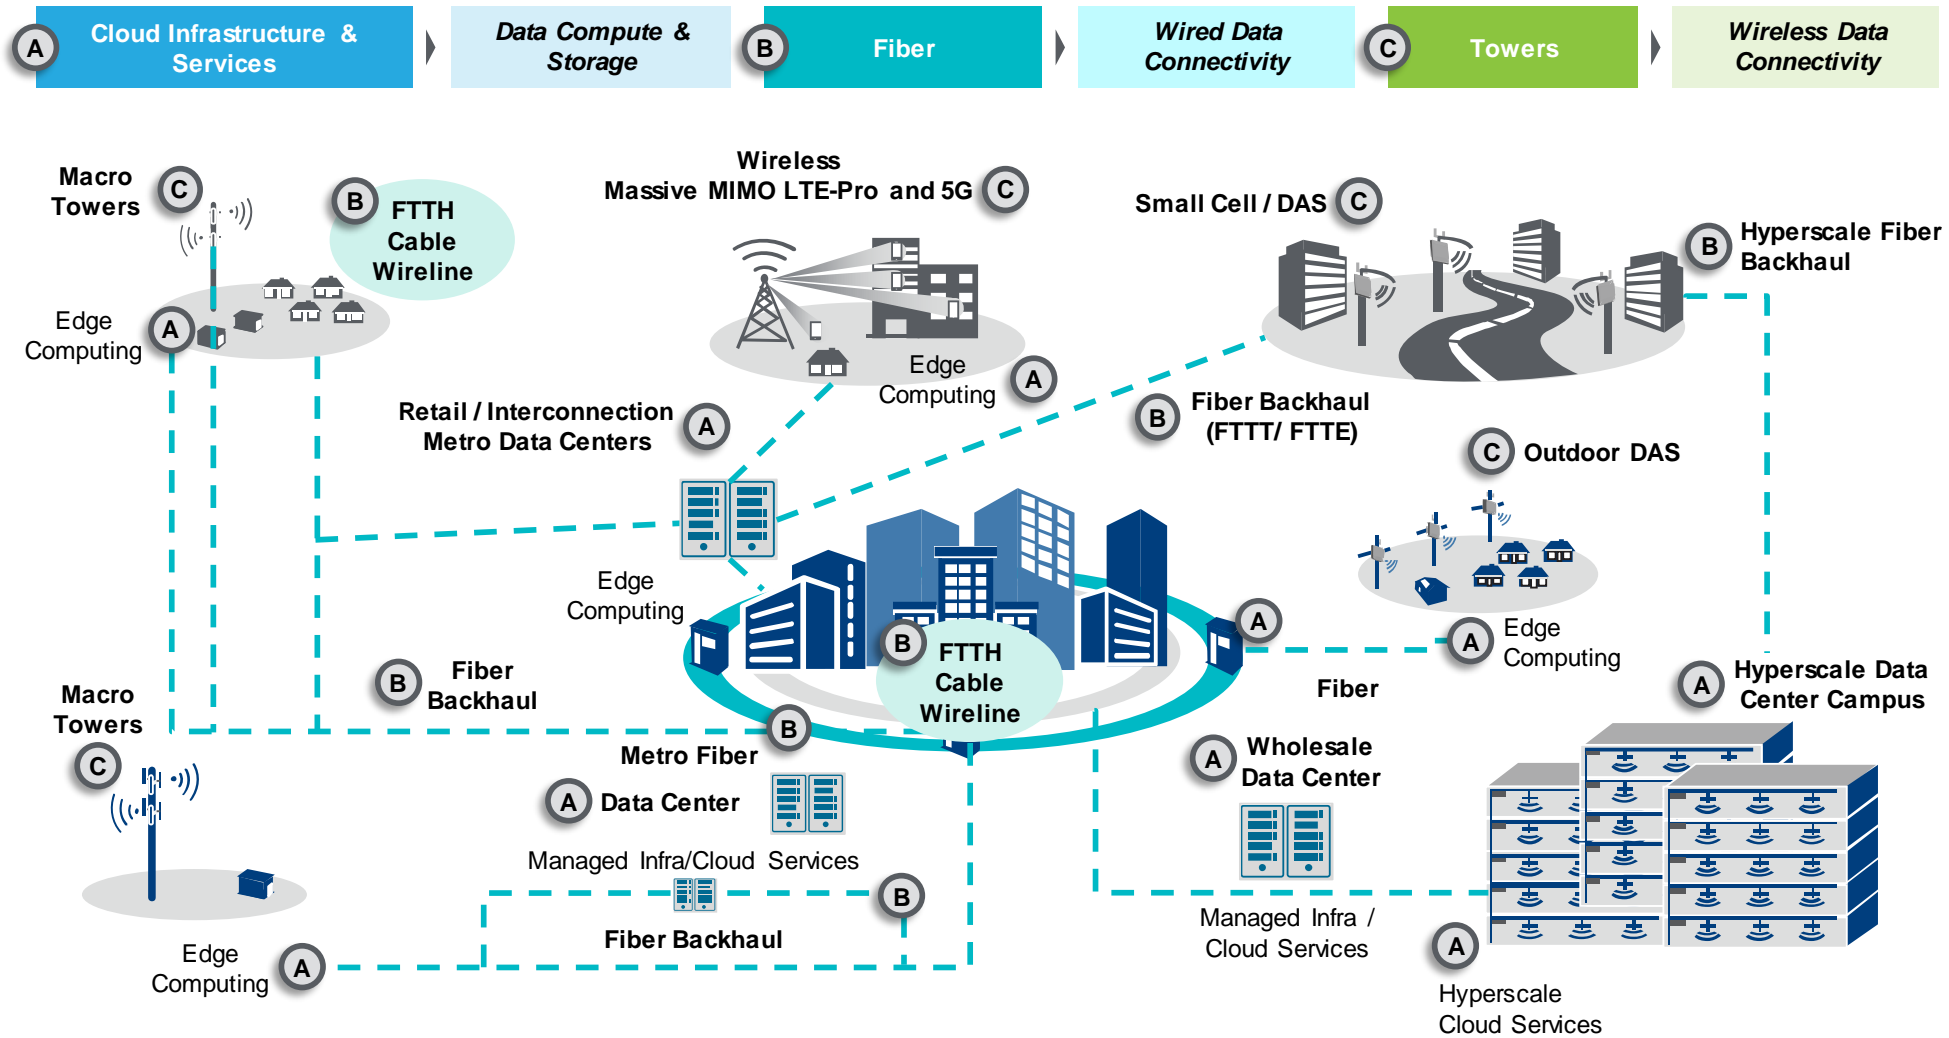 A
Cloud Infrastructure &
Services
Data Compute &
Storage
B
Fiber
Wired Data
Connectivity
C
Towers
Wireless Data
Connectivity
Macro
Towers
C
B
FTTH
Cable
Wireline
Edge
Computing
A
Wireless
Massive MIMO LTE-Pro and 5G
C
Edge
Computing
A
Small Cell / DAS
C
B
Hyperscale Fiber
Backhaul
Retail / Interconnection
Metro Data Centers
A
B
Fiber Backhaul
(FTTT/ FTTE)
C
Outdoor DAS
Edge
Computing
A
A
Edge
Computing
B
FTTH
Cable
Wireline
B
Fiber
Backhaul
Fiber
A
Hyperscale Data
Center Campus
Macro
Towers
C
Metro Fiber
B
A
Data Center
Managed Infra/Cloud Services
B
Fiber Backhaul
Edge
Computing
A
A
Wholesale
Data Center
Managed Infra /
Cloud Services
A
Hyperscale
Cloud Services